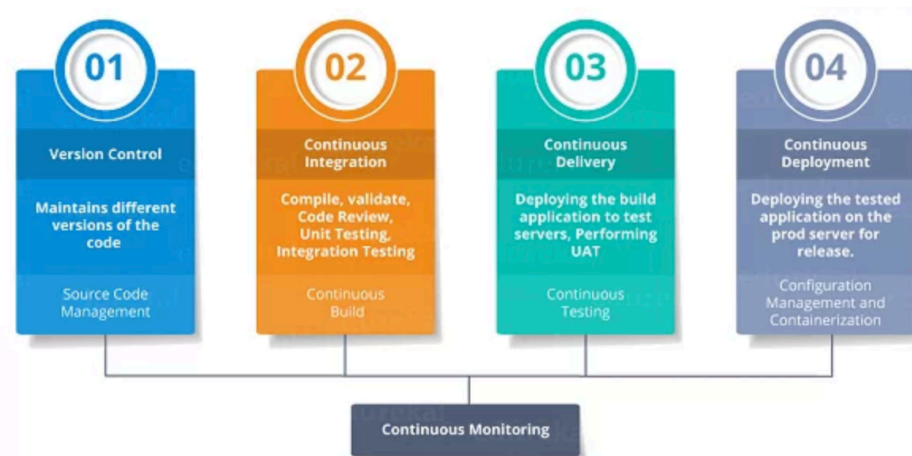 01
Version Control
Maintains different
versions of the
code
Source Code
Management
02
Continuous
Integration
Compile, validate,
Code Review,
Unit Testing,
Integration Testing
Continuous
Build
03
Continuous
Delivery
Deploying the build
application to test
servers, Performing
UAT
Continuous
Testing
04
Continuous
Deployment
Deploying the tested
application on the
prod server for
release.
Configuration
Management and
Containerization
Continuous Monitoring